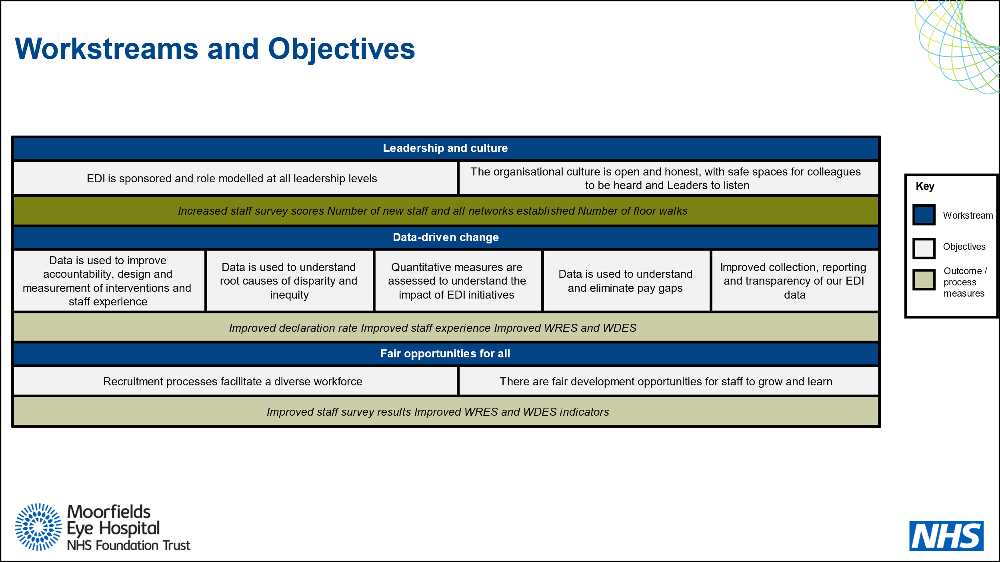 Workstreams and Objectives
Leadership and culture
EDI is sponsored and role modelled at all leadership levels
The organisational culture is open and honest, with safe spaces for colleagues
to be heard and Leaders to listen
Increased staff survey scores Number of new staff and all networks established Number of floor walks
Data-driven change
Data is used to improve
accountability, design and
measurement of interventions and
staff experience
Data is used to understand
root causes of disparity and
inequity
Quantitative measures are
assessed to understand the
impact of EDI initiatives
Data is used to understand
and eliminate pay gaps
Improved collection, reporting
and transparency of our EDI
data
Improved declaration rate Improved staff experience Improved WRES and WDES
Fair opportunities for all
Recruitment processes facilitate a diverse workforce
There are fair development opportunities for staff to grow and learn
Improved staff survey results Improved WRES and WDES indicators
Key
Workstream
Objectives
Outcome /
process
measures
Moorfields
Eye Hospital
NHS Foundation Trust
NHS